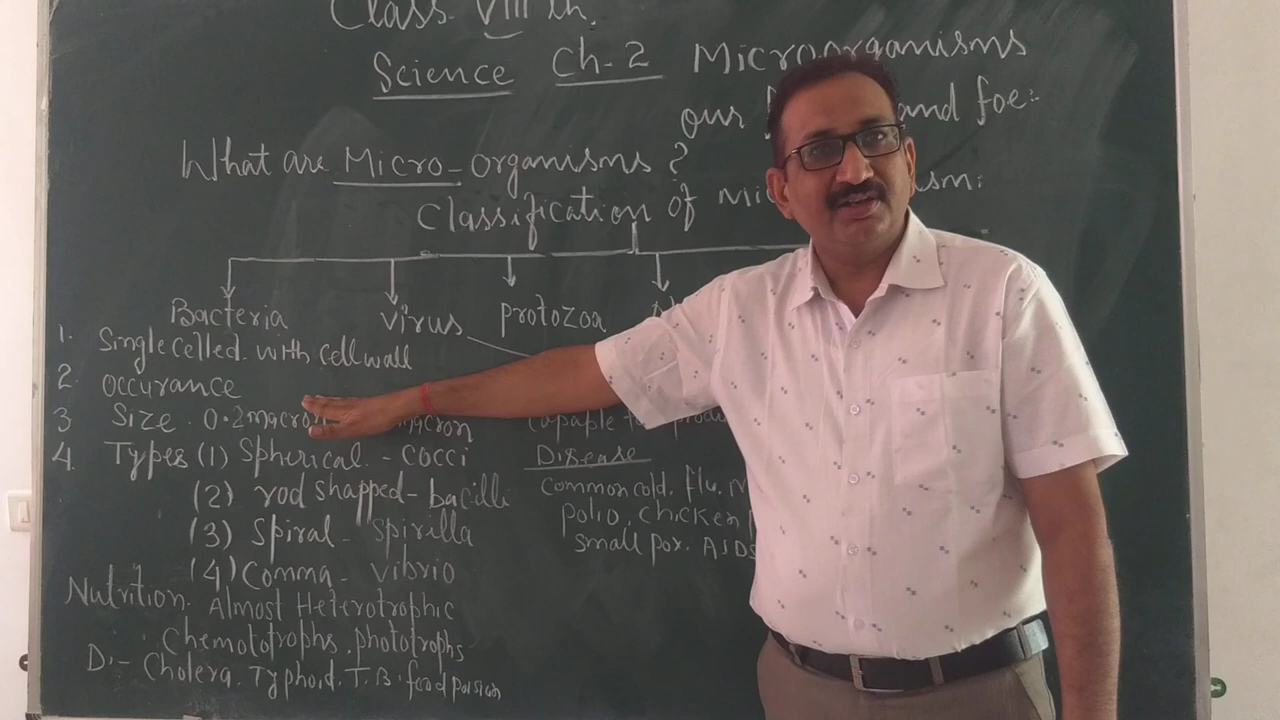 Class VIII th.
Science Ch-2 Microorganisms
our and foe:-
What are Micro-organisms ?
Classification of
Bacteria virus protozoa
1. Single celled with cell wall
2 occurance
3 Size. 0.2 macron
4. Types (1) Spherical - cocci
(2) rod shapped - bacilli
(3) Spiral - spirilla
(4) Comma - vibrio
Nutrition. Almost Heterotrophic
Chemototrophs, phototrophs
D:- Cholera. Typhoid. T.B.
Disease
Common cold, flu,
polio, chicken
small pox. AIDS